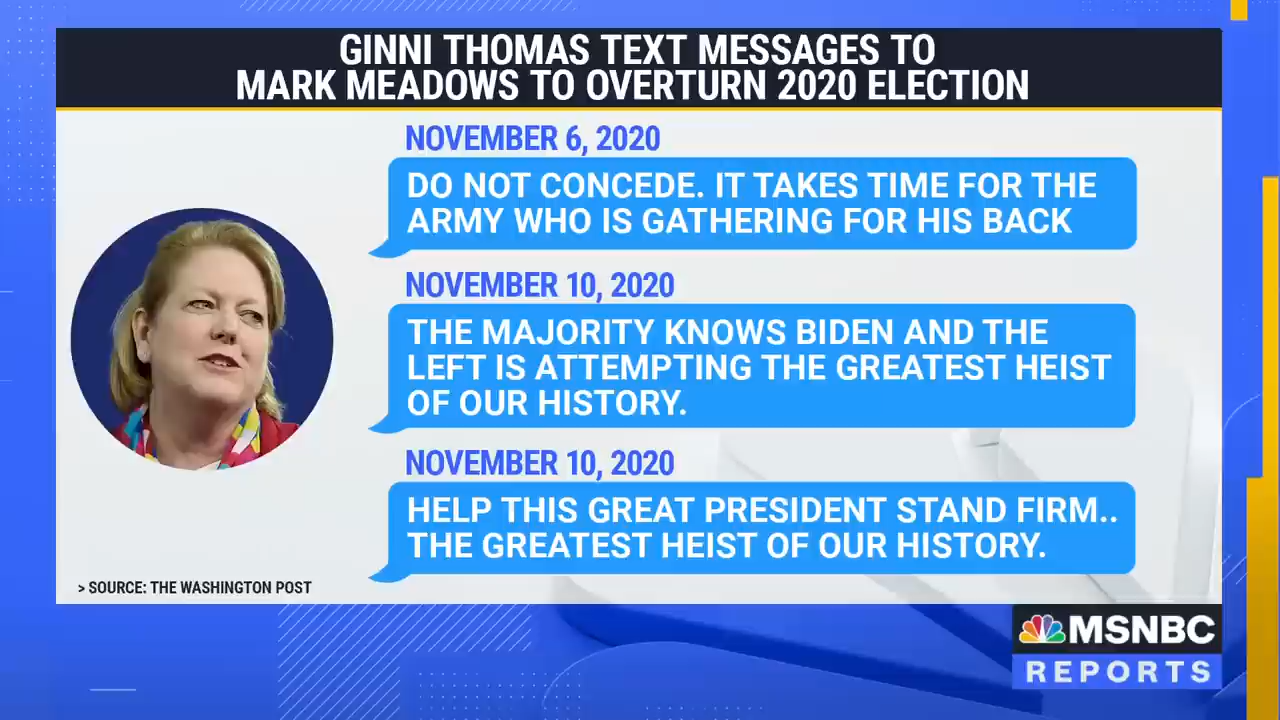 GINNI THOMAS TEXT MESSAGES TO
MARK MEADOWS TO OVERTURN 2020 ELECTION
NOVEMBER 6, 2020
DO NOT CONCEDE. IT TAKES TIME FOR THE
ARMY WHO IS GATHERING FOR HIS BACK
NOVEMBER 10, 2020
THE MAJORITY KNOWS BIDEN AND THE
LEFT IS ATTEMPTING THE GREATEST HEIST
OF OUR HISTORY.
NOVEMBER 10, 2020
HELP THIS GREAT PRESIDENT STAND FIRM..
THE GREATEST HEIST OF OUR HISTORY.
> SOURCE: THE WASHINGTON POST
MSNBC
REPORTS